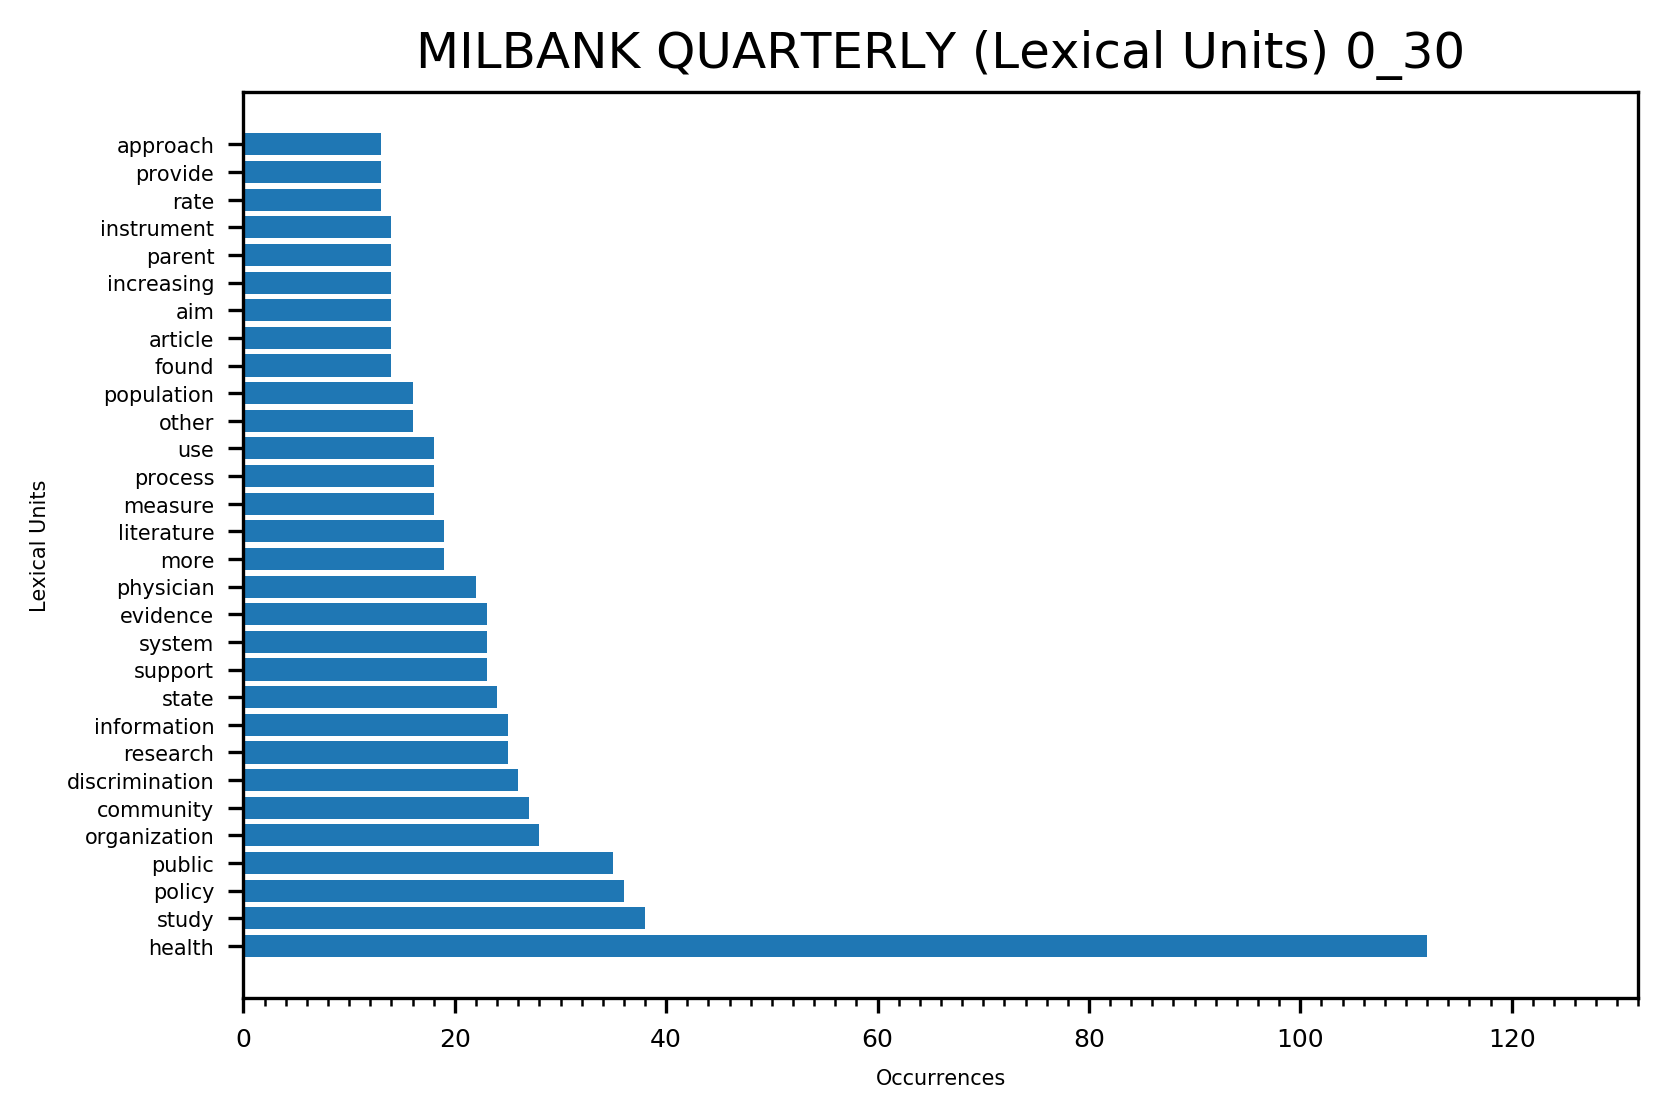 MILBANK QUARTERLY (Lexical Units) 0_30
approach
provide
rate
instrument
parent
increasing
aim
article
found
population
other
use
process
measure
literature
more
physician
evidence
system
support
state
information
research
discrimination
community
organization
public
policy
study
health
Lexical Units
0 20 40 60 80 100 120
Occurrences